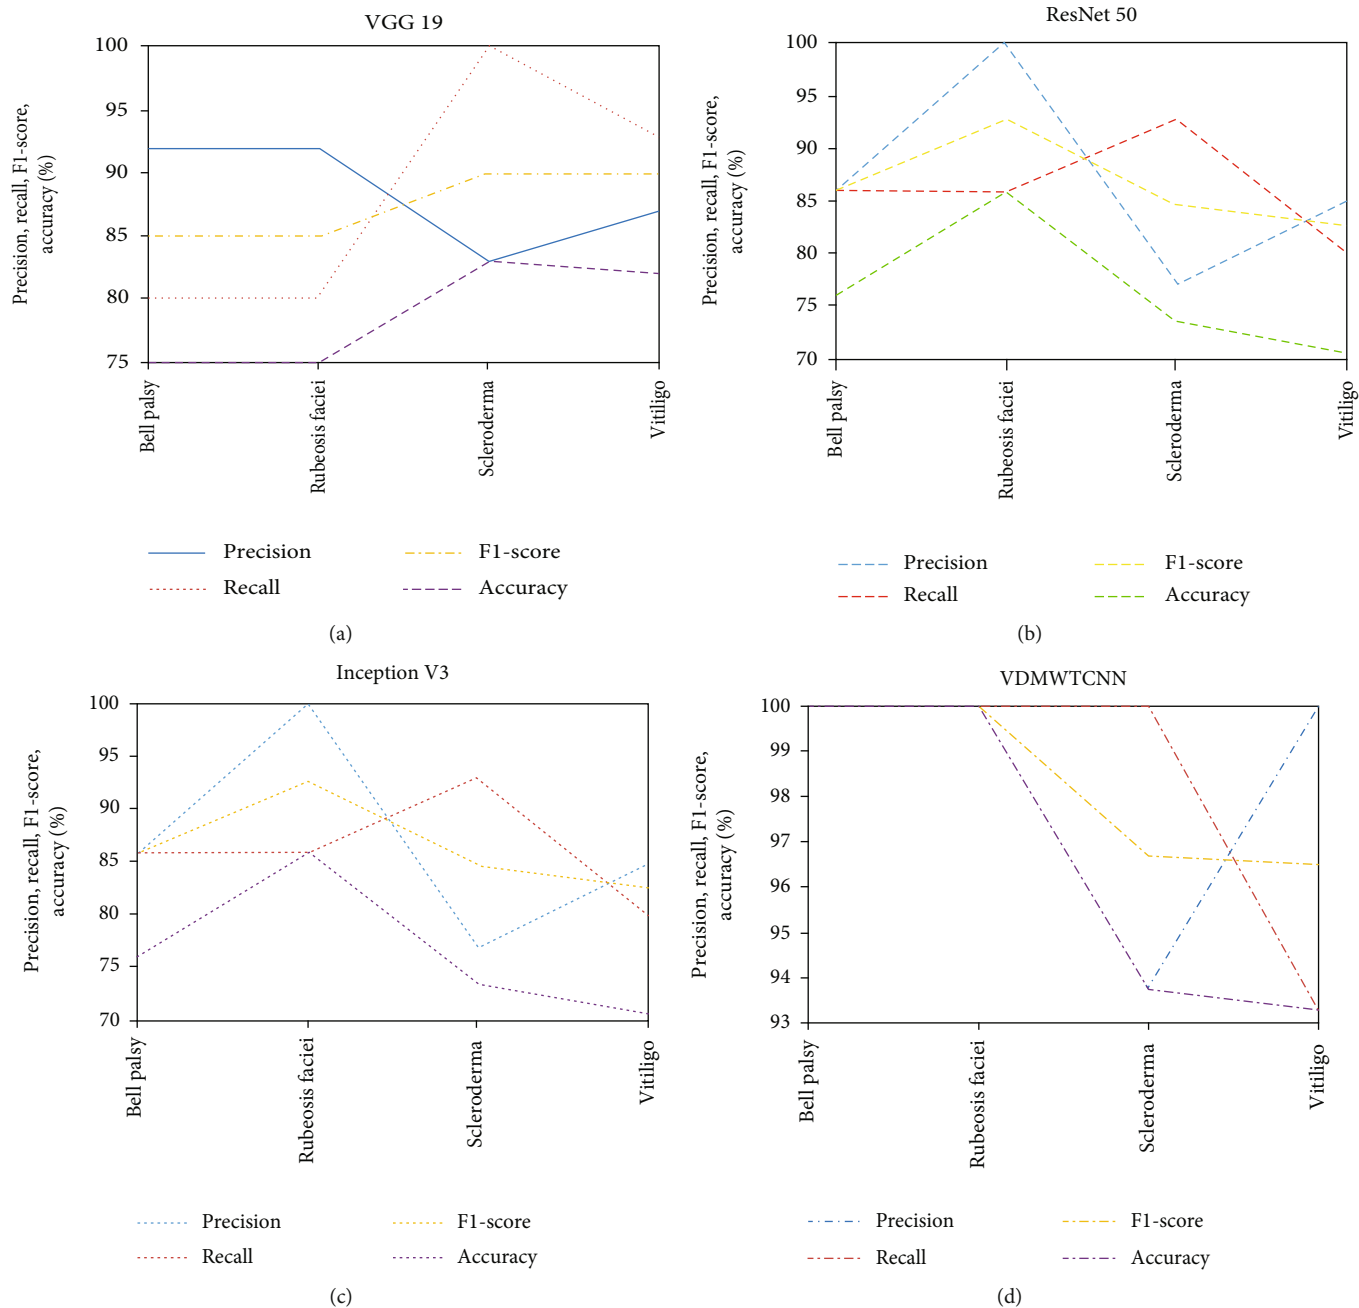 VGG 19
100
95
90
85
80
75
Precision, recall, F1-score,
accuracy (%)
Bell palsy
Rubeosis faciei
Scleroderma
Vitiligo
Precision
F1-score
Recall
Accuracy
(a)
ResNet 50
100
95
90
85
80
75
70
Precision, recall, F1-score,
accuracy (%)
Bell palsy
Rubeosis faciei
Scleroderma
Vitiligo
Precision
F1-score
Recall
Accuracy
(b)
Inception V3
100
95
90
85
80
75
70
Precision, recall, F1-score,
accuracy (%)
Bell palsy
Rubeosis faciei
Scleroderma
Vitiligo
Precision
F1-score
Recall
Accuracy
(c)
VDMWTCNN
100
99
98
97
96
95
94
93
Precision, recall, F1-score,
accuracy (%)
Bell palsy
Rubeosis faciei
Scleroderma
Vitiligo
Precision
F1-score
Recall
Accuracy
(d)